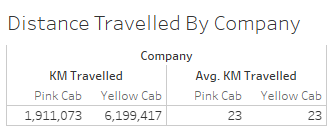 Distance Travelled By Company
Company
KM Travelled Avg. KM Travelled
Pink Cab Yellow Cab Pink Cab Yellow Cab
1,911,073 6,199,417 23 23